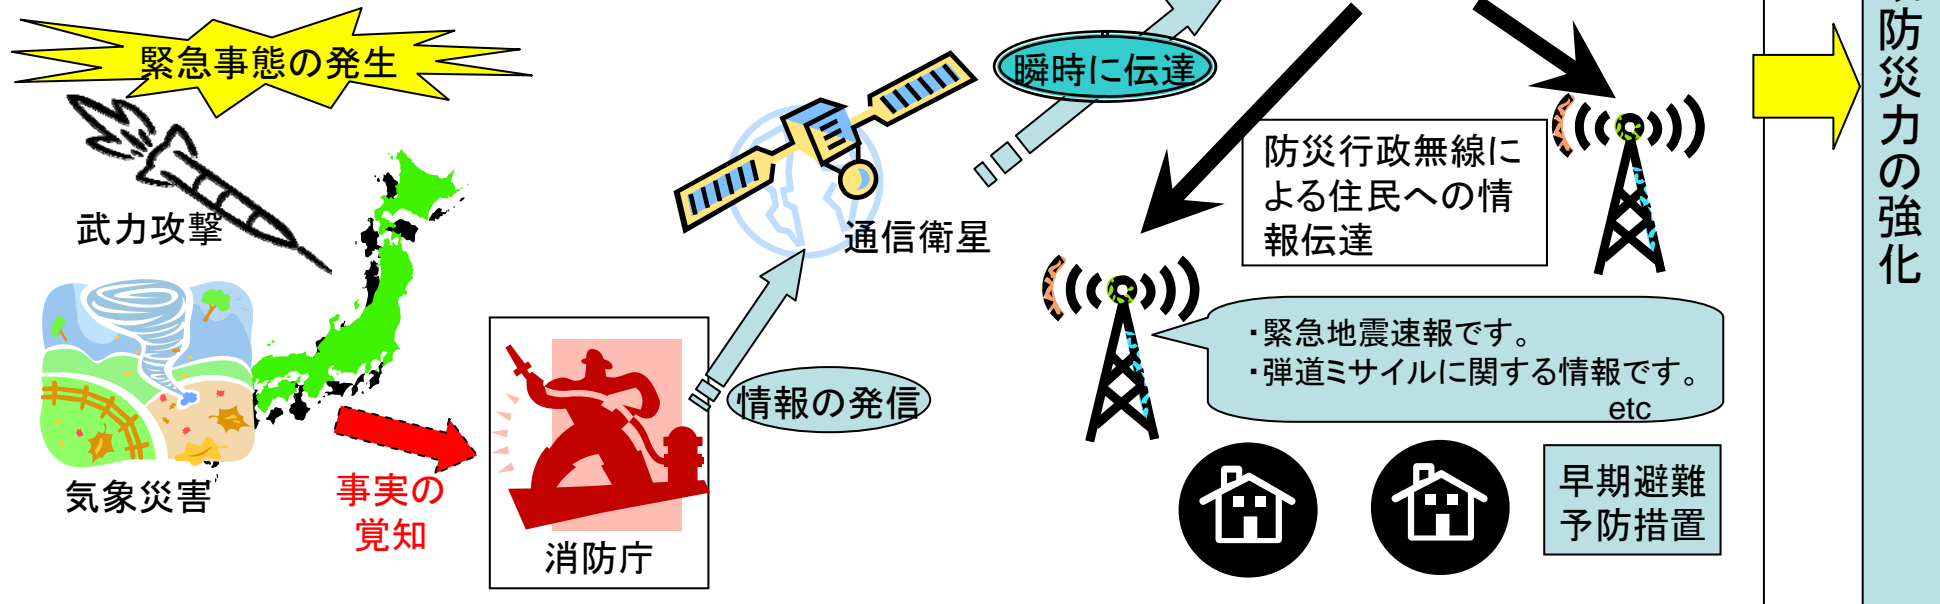 緊急事態の発生
武力攻撃
気象災害
事実の
覚知
消防庁
情報の発信
通信衛星
瞬時に伝達
防災行政無線に
よる住民への情
報伝達
・緊急地震速報です。
・弾道ミサイルに関する情報です。
etc
早期避難
予防措置
防災力の強化